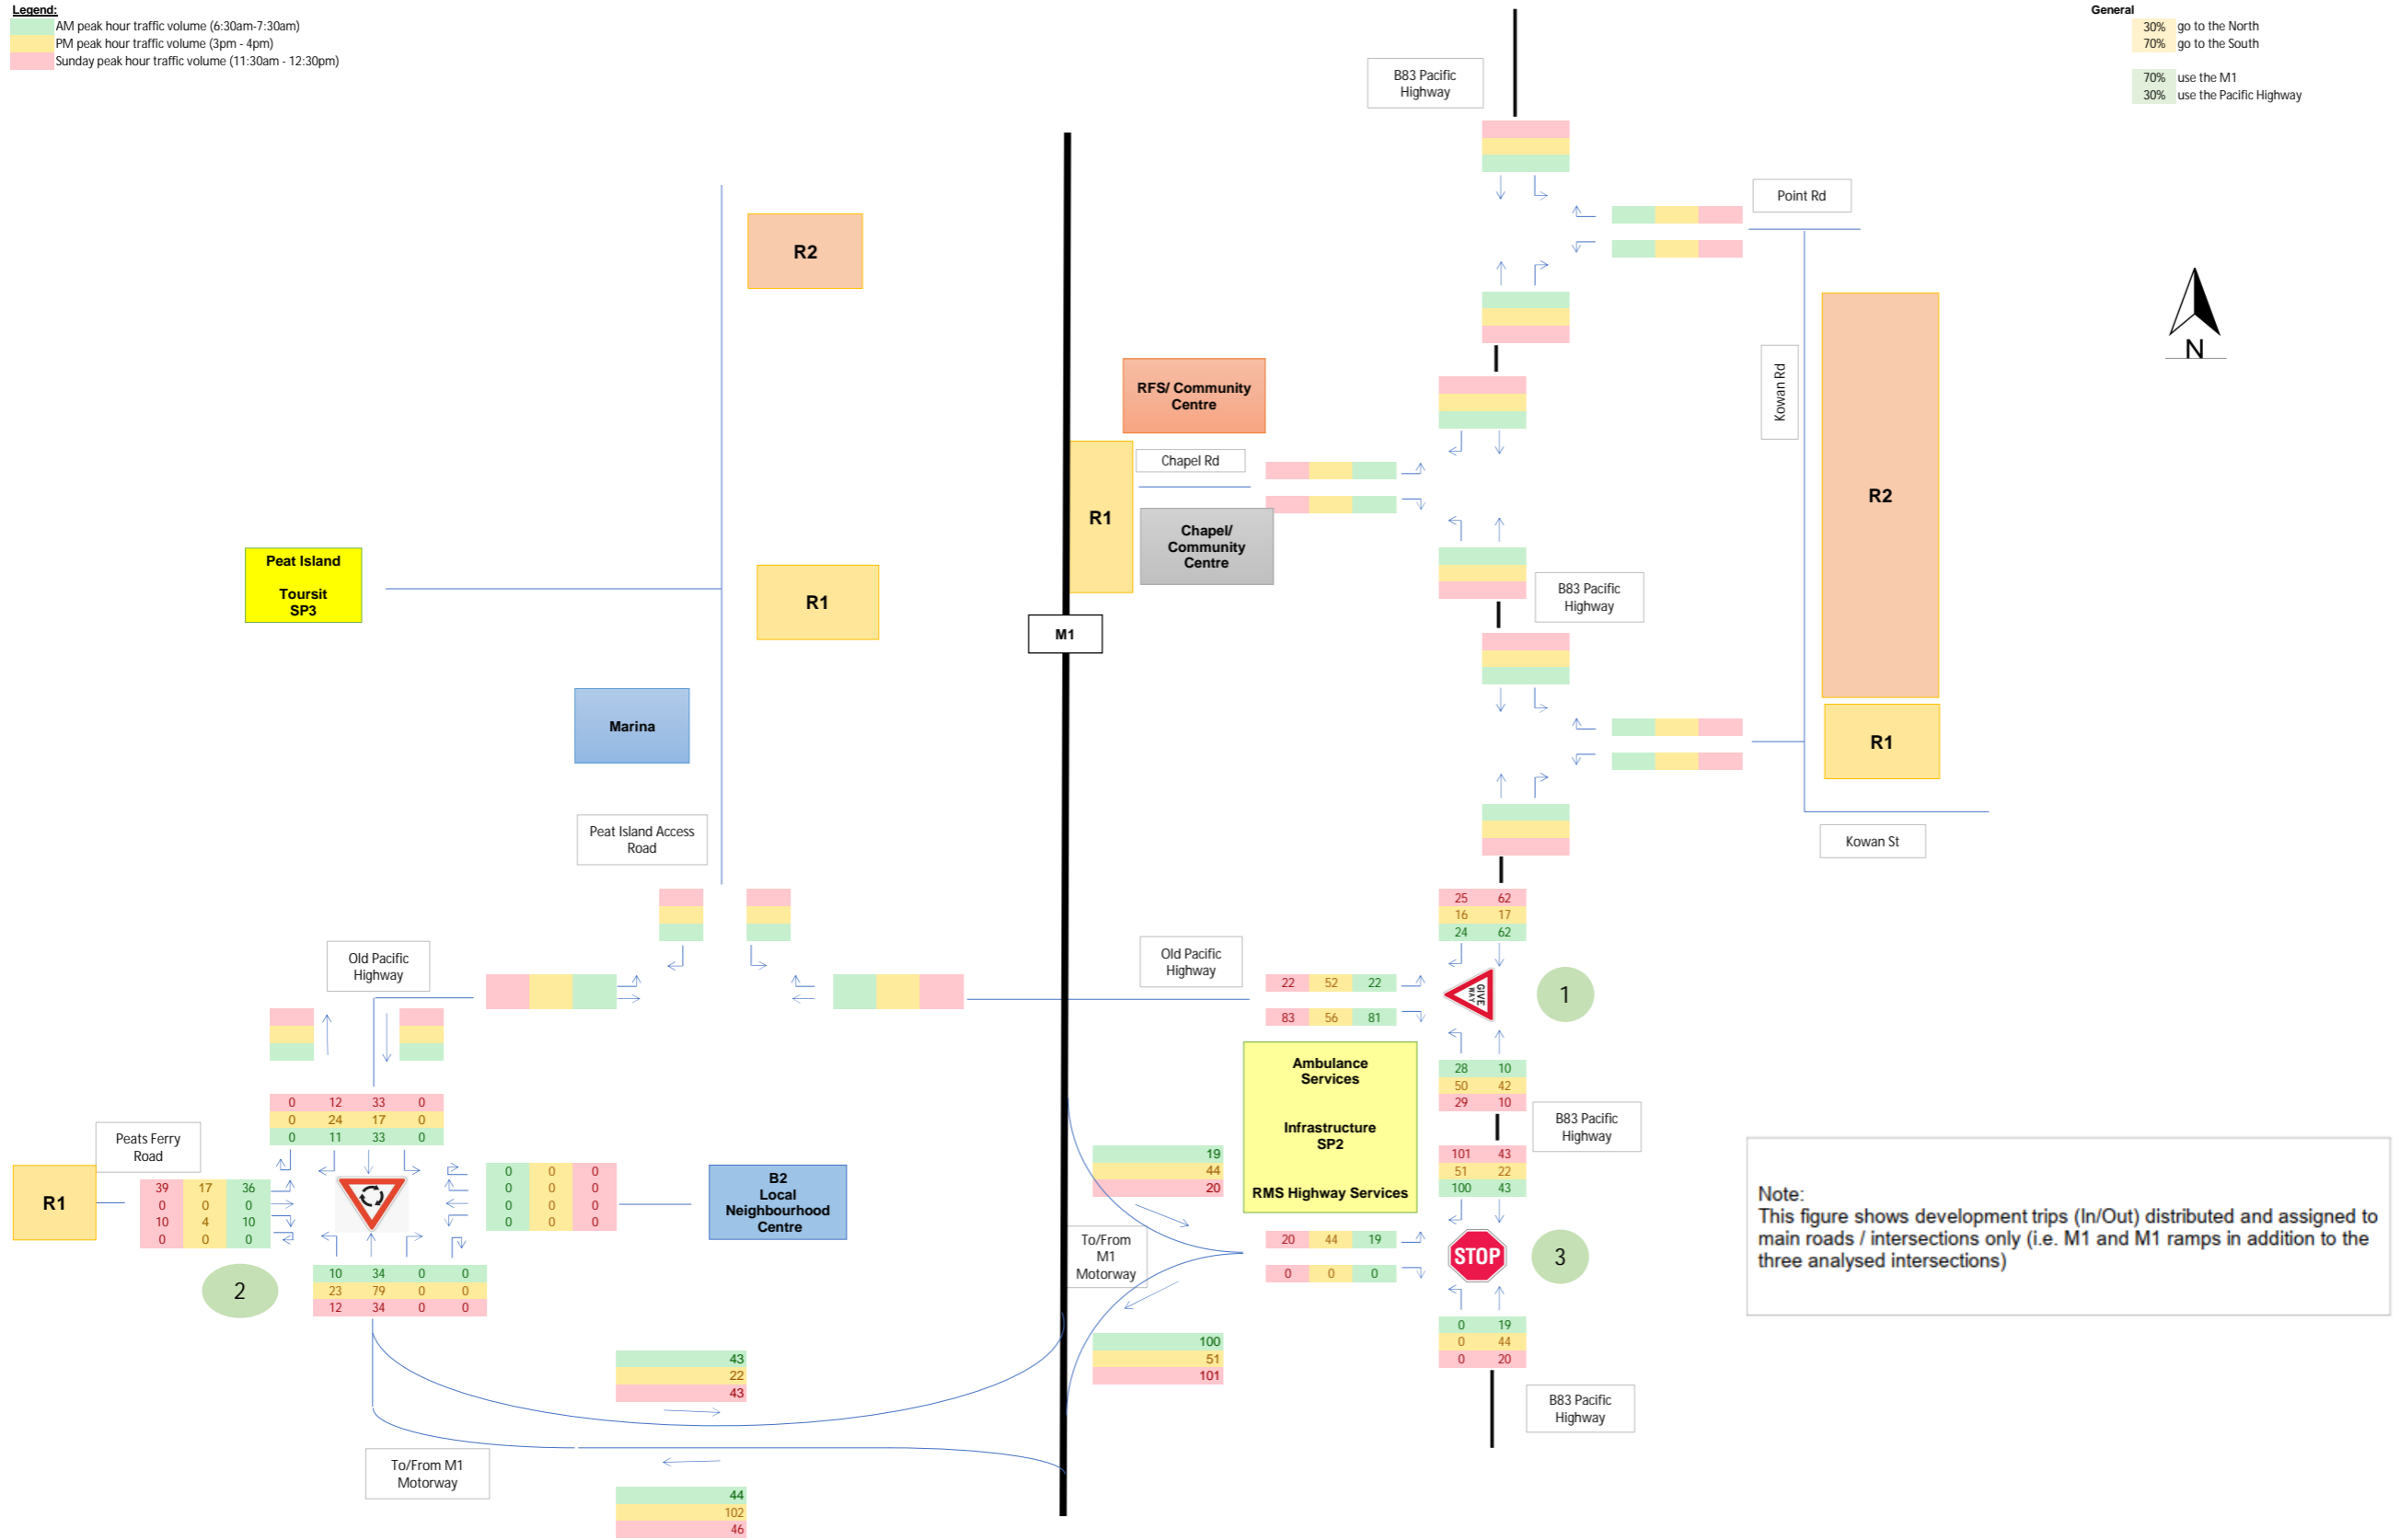 Legend:
AM peak hour traffic volume (6:30am-7:30am)
PM peak hour traffic volume (3pm - 4pm)
Sunday peak hour traffic volume (11:30am - 12:30pm)
General
30% go to the North
70% go to the South
70% use the M1
30% use the Pacific Highway
B83 Pacific
Highway
Point Rd
R2
N
RFS/ Community
Centre
Kowan Rd
Chapel Rd
R1
Chapel/
Community
Centre
R2
Peat Island
Toursit
SP3
R1
B83 Pacific
Highway
M1
Marina
R1
Peat Island Access
Road
Kowan St
25 62
16 17
24 62
Old Pacific
Highway
Old Pacific
Highway
22 52 22
83 56 81
GIVE
WAY
1
Ambulance
Services
Infrastructure
SP2
RMS Highway Services
28 10
50 42
29 10
B83 Pacific
Highway
0 12 33 0
0 24 17 0
0 11 33 0
Peats Ferry
Road
R1
39 17 36
0 0 0
10 4 10
0 0 0
0 0 0
0 0 0
0 0 0
0 0 0
B2
Local
Neighbourhood
Centre
2
10 34 0 0
23 79 0 0
12 34 0 0
19
44
20
101 43
51 22
100 43
To/From
M1
Motorway
20 44 19
0 0 0
STOP
3
100
51
101
0 19
0 44
0 20
B83 Pacific
Highway
43
22
43
To/From M1
Motorway
44
102
46
Note:
This figure shows development trips (In/Out) distributed and assigned to
main roads / intersections only (i.e. M1 and M1 ramps in addition to the
three analysed intersections)